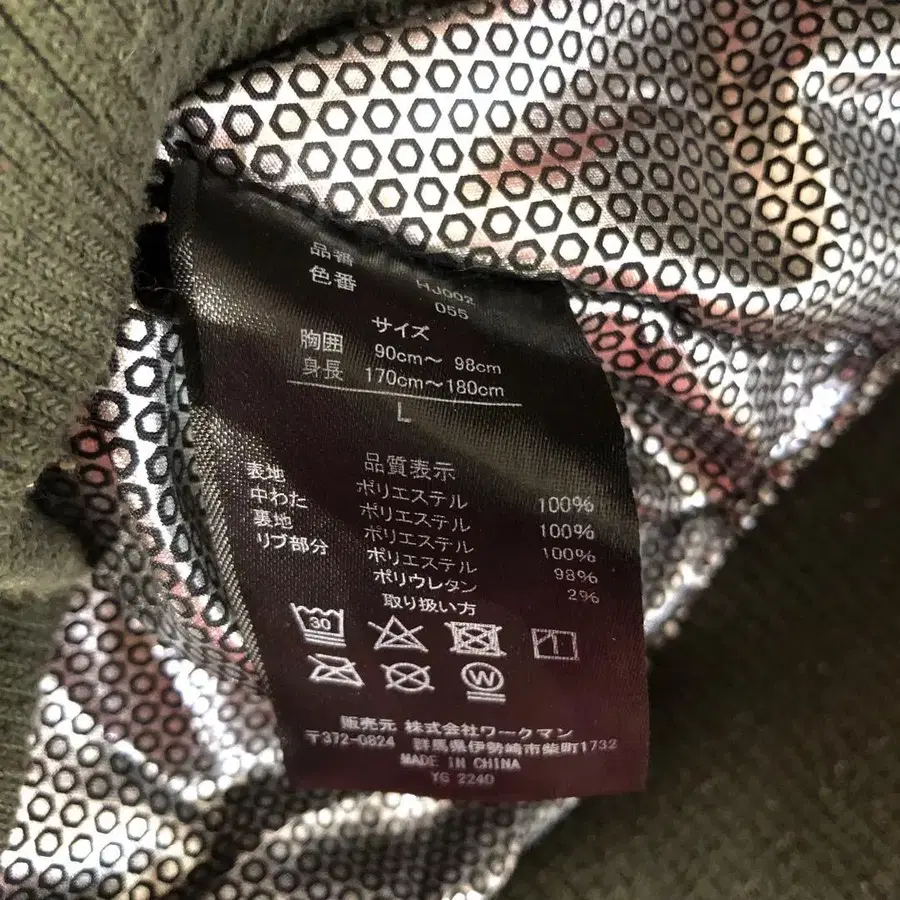 品番 HJ002
色番 055
サイズ
胸囲 90cm～ 98cm
身長 170cm～180cm
L
品質表示
表地 ポリエステル 100%
中わた ポリエステル 100%
裏地 ポリエステル 100%
リブ部分 ポリエステル 98%
ポリウレタン 2%
取り扱い方
30
W
販売元 株式会社ワークマン
〒372-0824 群馬県伊勢崎市柴町1732
MADE IN CHINA
YG 2240